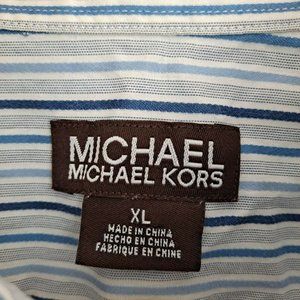 MICHAEL
MICHAEL KORS
XL
MADE IN CHINA
HECHO EN CHINA
FABRIQUE EN CHINE